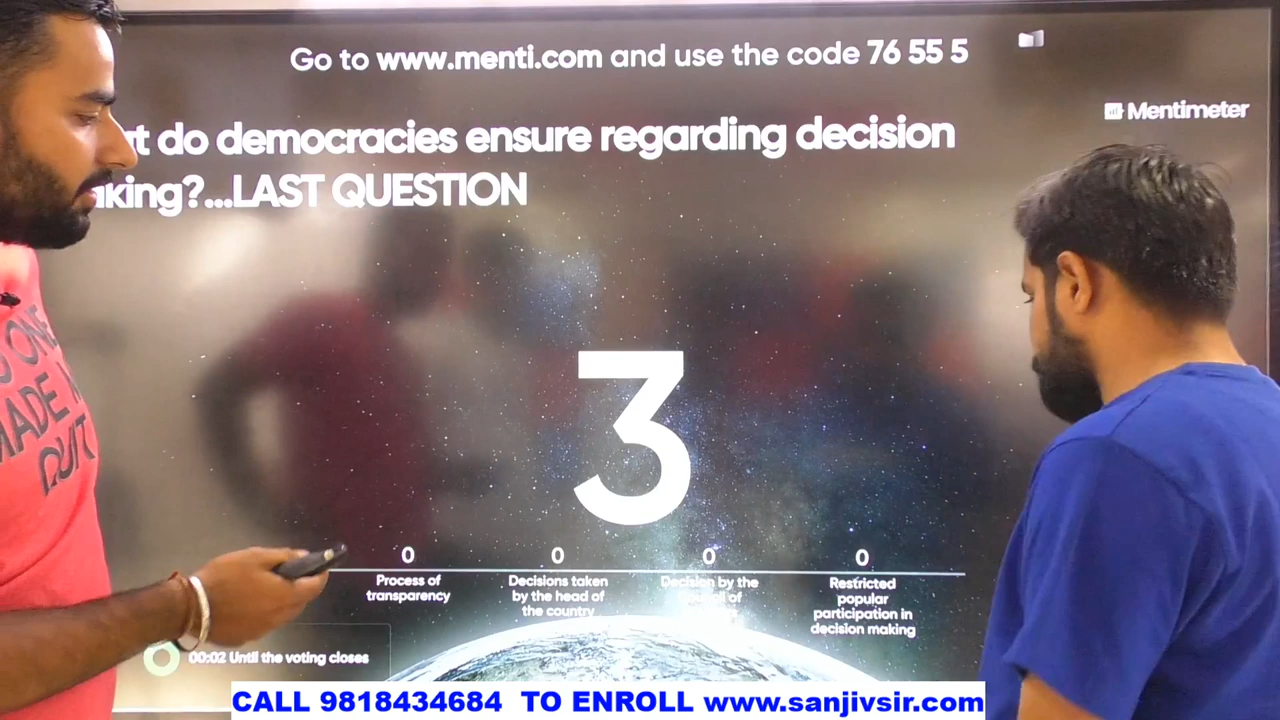 Go to www.menti.com and use the code 76 55 5
Mentimeter
do democracies ensure regarding decision
?...LAST QUESTION
MADE
QUIT
3
0 0 0 0
Process of
transparency
Decisions taken
by the head of
the country
Decision by the
of
Restricted
popular
participation in
decision making
00:02 Until the voting closes
CALL 9818434684 TO ENROLL www.sanjivsir.com